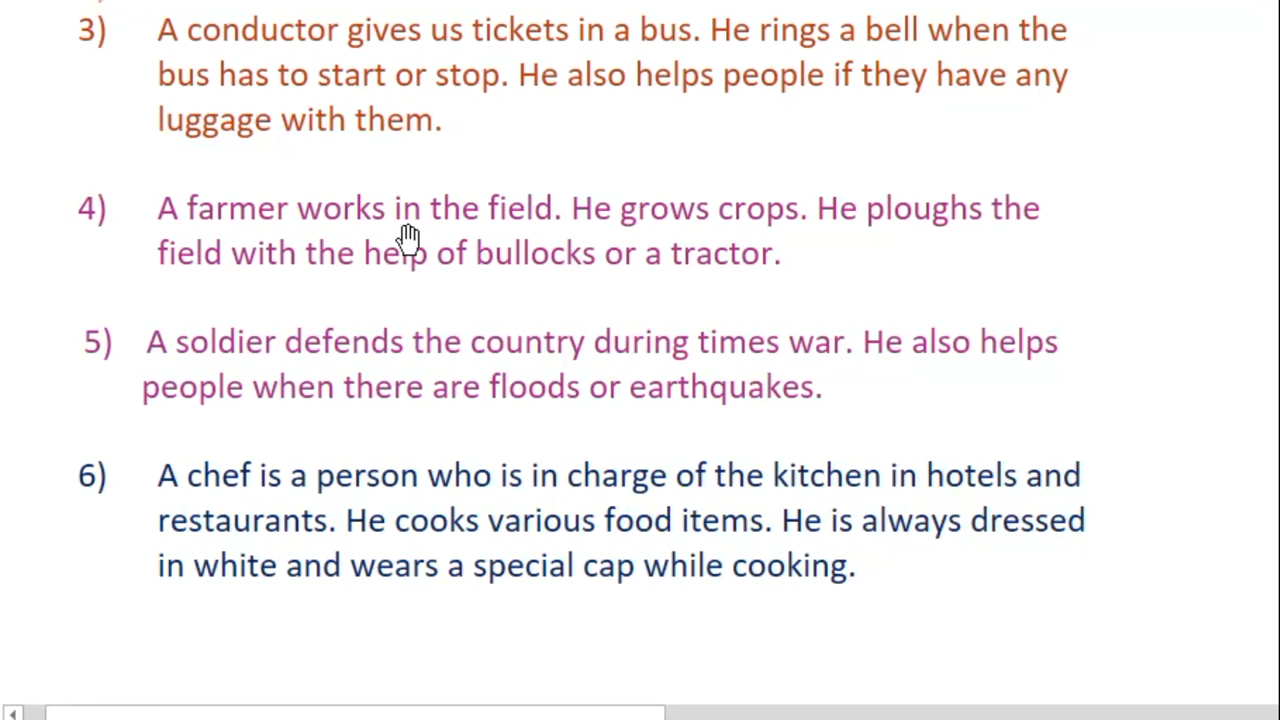 3) A conductor gives us tickets in a bus. He rings a bell when the
bus has to start or stop. He also helps people if they have any
luggage with them.
4) A farmer works in the field. He grows crops. He ploughs the
field with the help of bullocks or a tractor.
5) A soldier defends the country during times war. He also helps
people when there are floods or earthquakes.
6) A chef is a person who is in charge of the kitchen in hotels and
restaurants. He cooks various food items. He is always dressed
in white and wears a special cap while cooking.